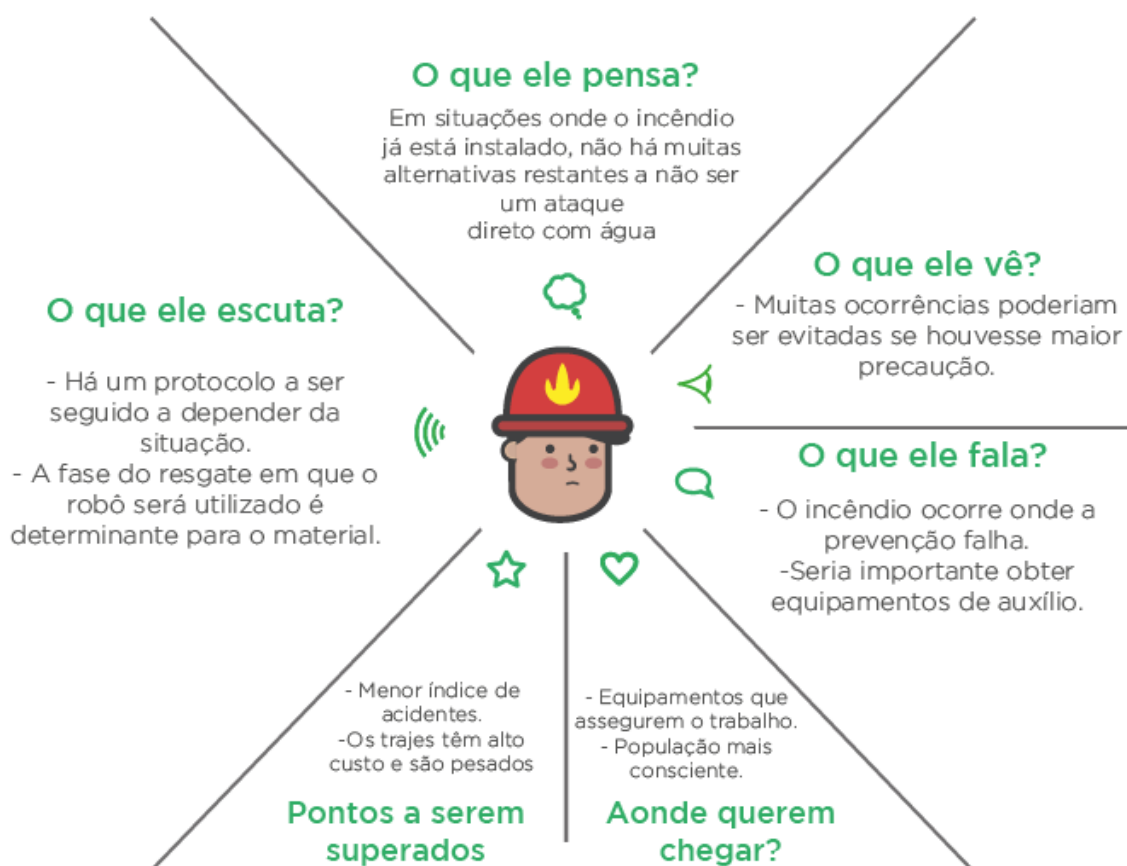 O que ele pensa?
Em situações onde o incêndio
já está instalado, não há muitas
alternativas restantes a não ser
um ataque
direto com água
O que ele escuta?
- Há um protocolo a ser
seguido a depender da
situação.
- A fase do resgate em que o
robô será utilizado é
determinante para o material.
O que ele vê?
- Muitas ocorrências poderiam
ser evitadas se houvesse maior
precaução.
O que ele fala?
- O incêndio ocorre onde a
prevenção falha.
-Seria importante obter
equipamentos de auxílio.
- Menor índice de
acidentes.
-Os trajes têm alto
custo e são pesados
Pontos a serem
superados
- Equipamentos que
assegurem o trabalho.
- População mais
consciente.
Aonde querem
chegar?